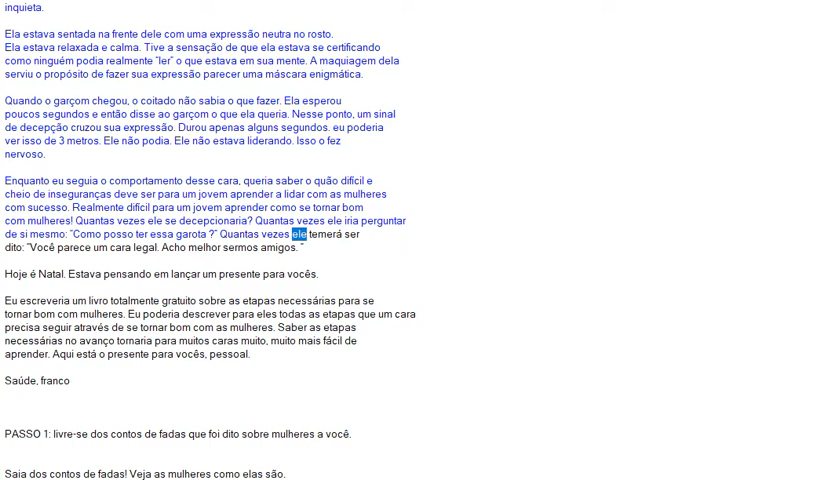 inquieta.
Ela estava sentada na frente dele com uma expressão neutra no rosto.
Ela estava relaxada e calma. Tive a sensação de que ela estava se certificando
como ninguém podia realmente "ler" o que estava em sua mente. A maquiagem dela
serviu o propósito de fazer sua expressão parecer uma máscara enigmática.
Quando o garçom chegou, o coitado não sabia o que fazer. Ela esperou
poucos segundos e então disse ao garçom o que ela queria. Nesse ponto, um sinal
de decepção cruzou sua expressão. Durou apenas alguns segundos. eu poderia
ver isso de 3 metros. Ele não podia. Ele não estava liderando. Isso o fez
nervoso.
Enquanto eu seguia o comportamento desse cara, queria saber o quão difícil e
cheio de inseguranças deve ser para um jovem aprender a lidar com as mulheres
com sucesso. Realmente difícil para um jovem aprender como se tornar bom
com mulheres! Quantas vezes ele se decepcionaria? Quantas vezes ele iria perguntar
de si mesmo: "Como posso ter essa garota ?" Quantas vezes ele temerá ser
dito: "Você parece um cara legal. Acho melhor sermos amigos. "
Hoje é Natal. Estava pensando em lançar um presente para vocês.
Eu escreveria um livro totalmente gratuito sobre as etapas necessárias para se
tornar bom com mulheres. Eu poderia descrever para eles todas as etapas que um cara
precisa seguir através de se tornar bom com as mulheres. Saber as etapas
necessárias no avanço tornaria para muitos caras muito, muito mais fácil de
aprender. Aqui está o presente para vocês, pessoal.
Saúde, franco
PASSO 1: livre-se dos contos de fadas que foi dito sobre mulheres a você.
Saia dos contos de fadas! Veja as mulheres como elas são.